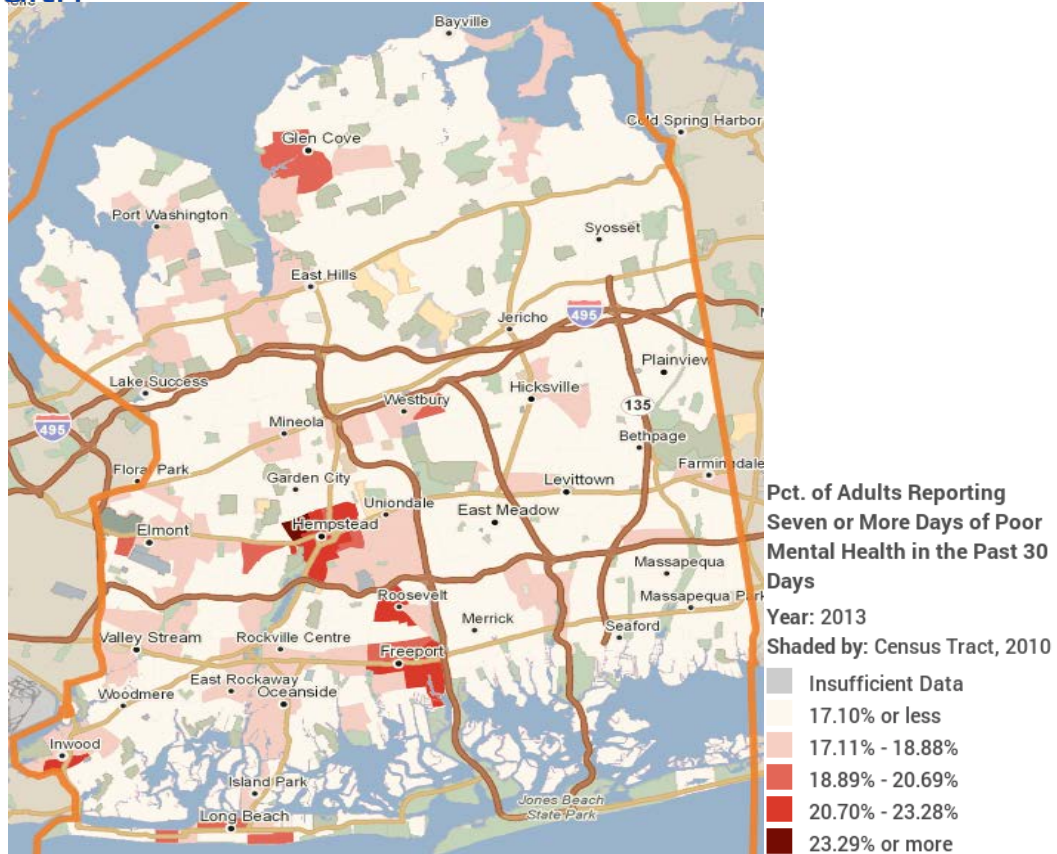 Bayville
Cold Spring Harbor
Glen Cove
Port Washington
Syosset
East Hills
Jericho
495
Plainview
Lake Success
Hicksville
Westbury
135
495
Mineola
Bethpage
Floral Park
Farmingdale
Garden City
Levittown
Uniondale
East Meadow
Hempstead
Elmont
Massapequa
Roosevelt
Massapequa Park
Merrick
Seaford
Valley Stream
Rockville Centre
Freeport
East Rockaway
Woodmere
Oceanside
Inwood
Island Park
Long Beach
Jones Beach
State Park
Pct. of Adults Reporting
Seven or More Days of Poor
Mental Health in the Past 30
Days
Year: 2013
Shaded by: Census Tract, 2010
Insufficient Data
17.10% or less
17.11% - 18.88%
18.89% - 20.69%
20.70% - 23.28%
23.29% or more